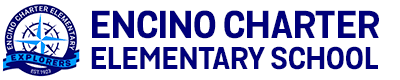 ENCINO CHARTER ELEMENTARY
EXPLORERS
EST. 1923
ENCINO CHARTER
ELEMENTARY SCHOOL